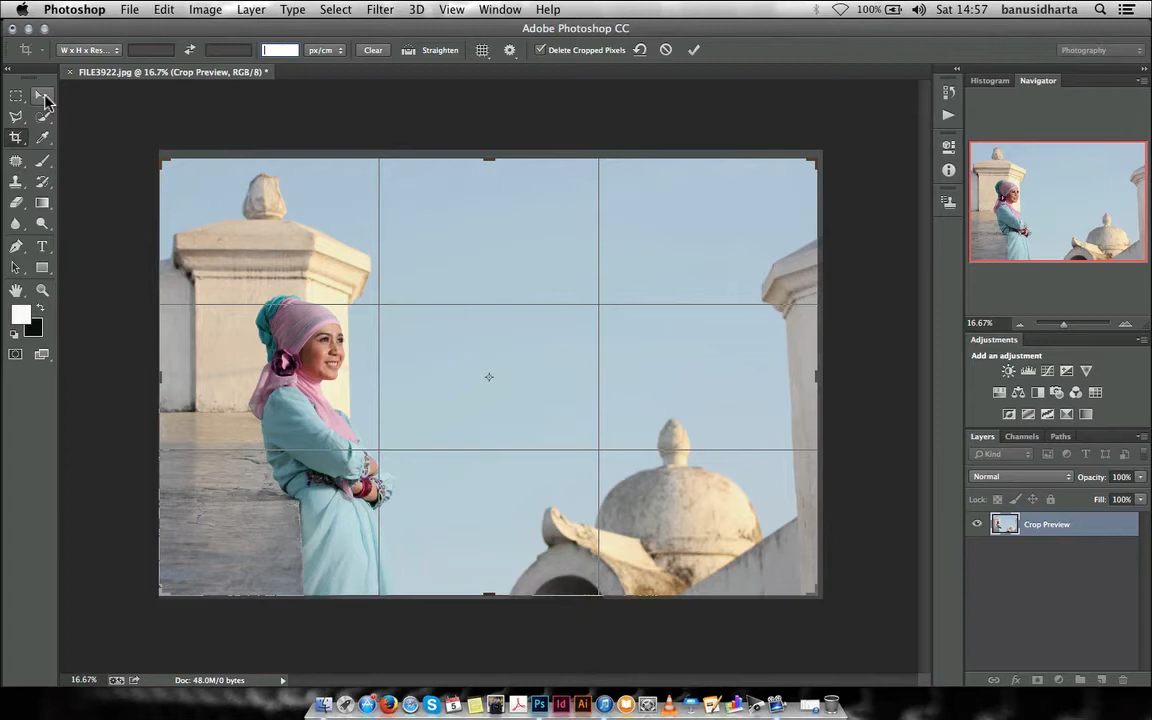 Photoshop File Edit Image Layer Type Select Filter 3D View Window Help 100% Sat 14:57 banusidharta
Adobe Photoshop CC
W x H x Res... px/cm Clear Straighten Delete Cropped Pixels Photography
FILE3922.jpg @ 16.7% (Crop Preview, RGB/8) *
Histogram Navigator
16.67%
Adjustments
Add an adjustment
Layers Channels Paths
Kind
Normal Opacity: 100%
Lock: Fill: 100%
Crop Preview
16.67% Doc: 48.0M/0 bytes